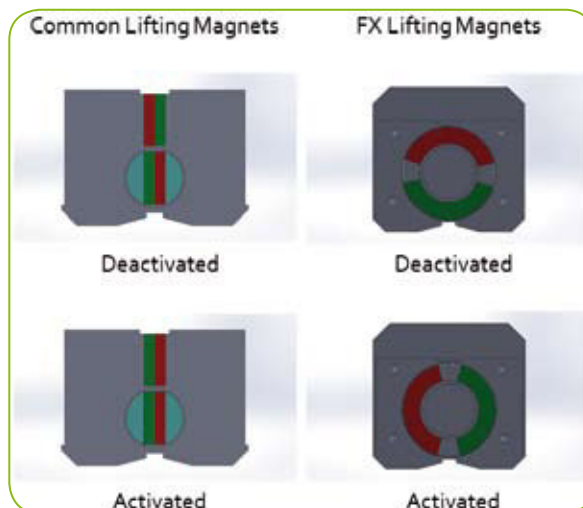 Common Lifting Magnets
FX Lifting Magnets
Deactivated
Deactivated
Activated
Activated